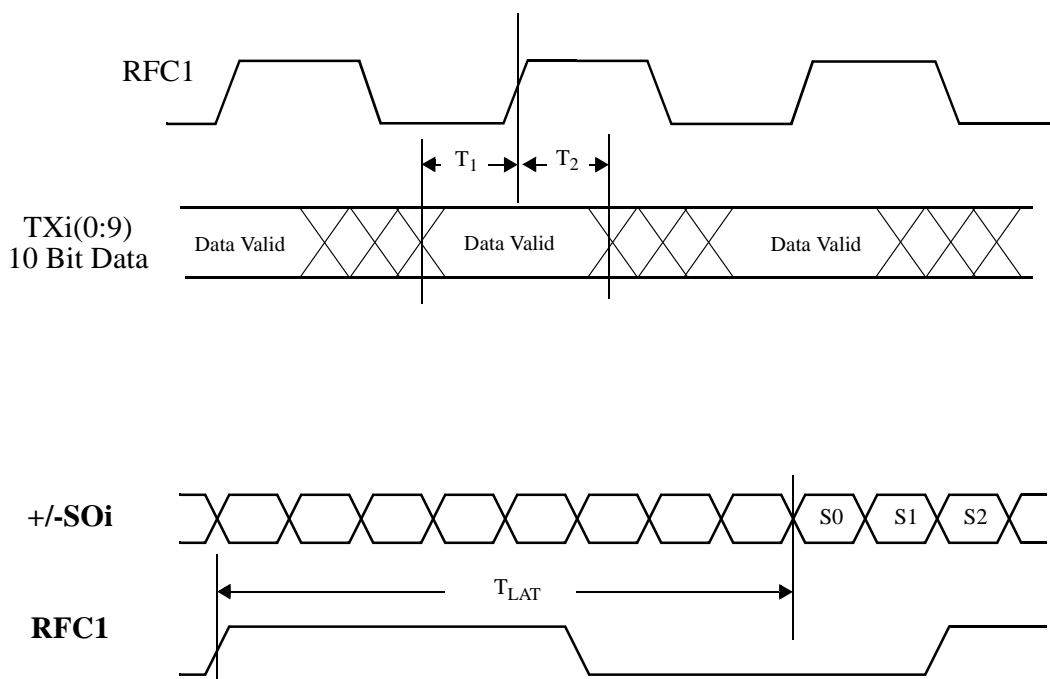 RFC1
T1 T2
TXi(0:9)
10 Bit Data
Data Valid Data Valid Data Valid
+/-SOi
S0 S1 S2
TLAT
RFC1